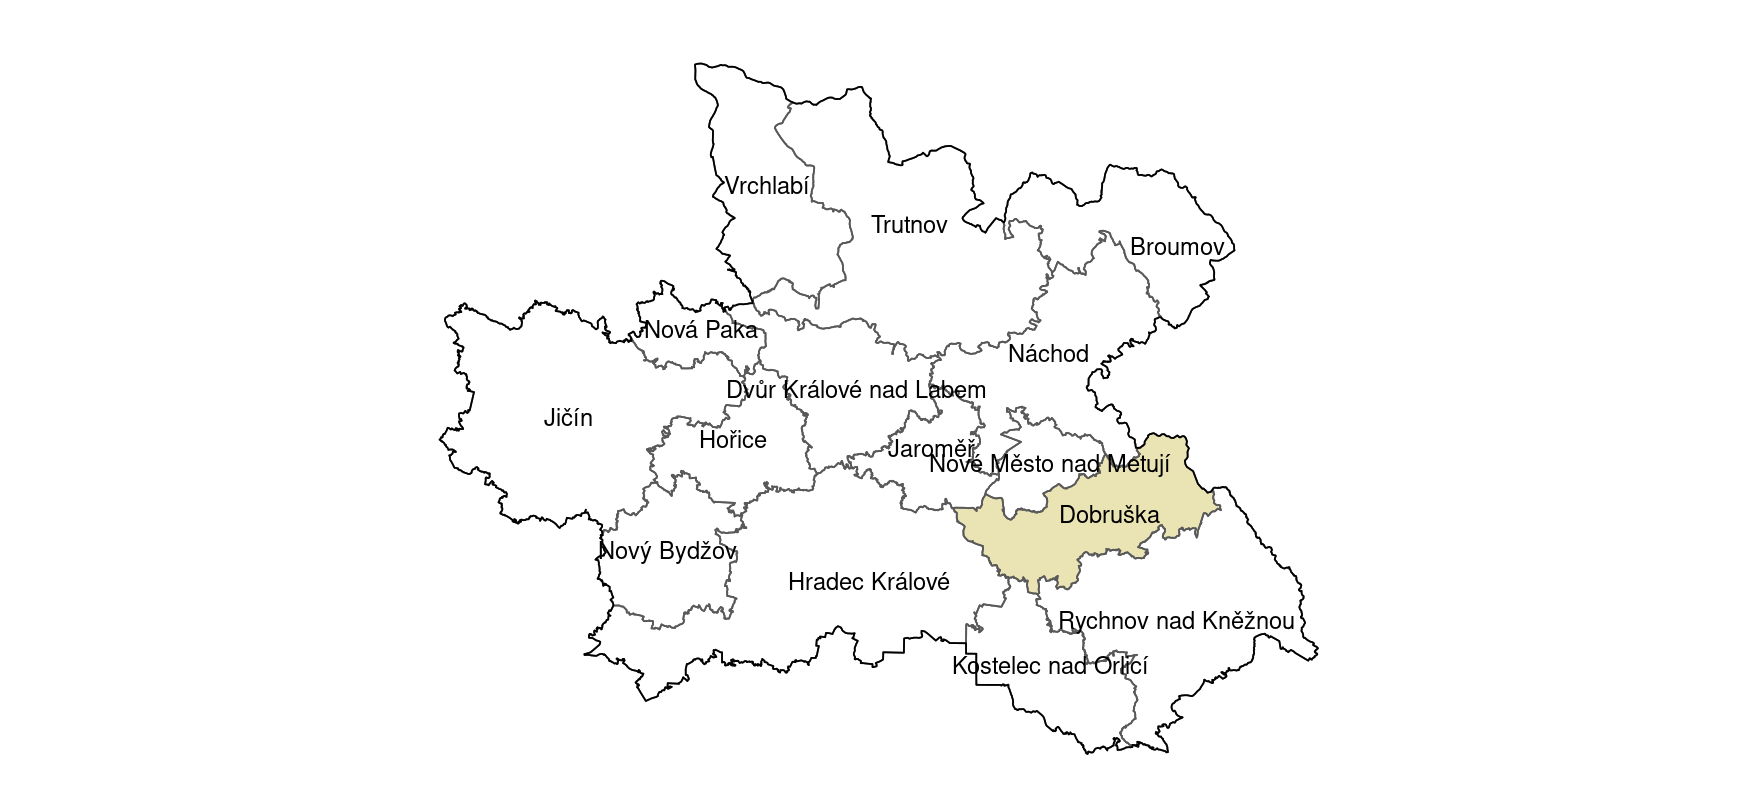 Vrchlabí
Trutnov
Broumov
Nová Paka
Náchod
Dvůr Králové nad Labem
Jičín
Hořice
Jaroměř
Nové Město nad Metují
Dobruška
Nový Bydžov
Hradec Králové
Rychnov nad Kněžnou
Kostelec nad Orlicí